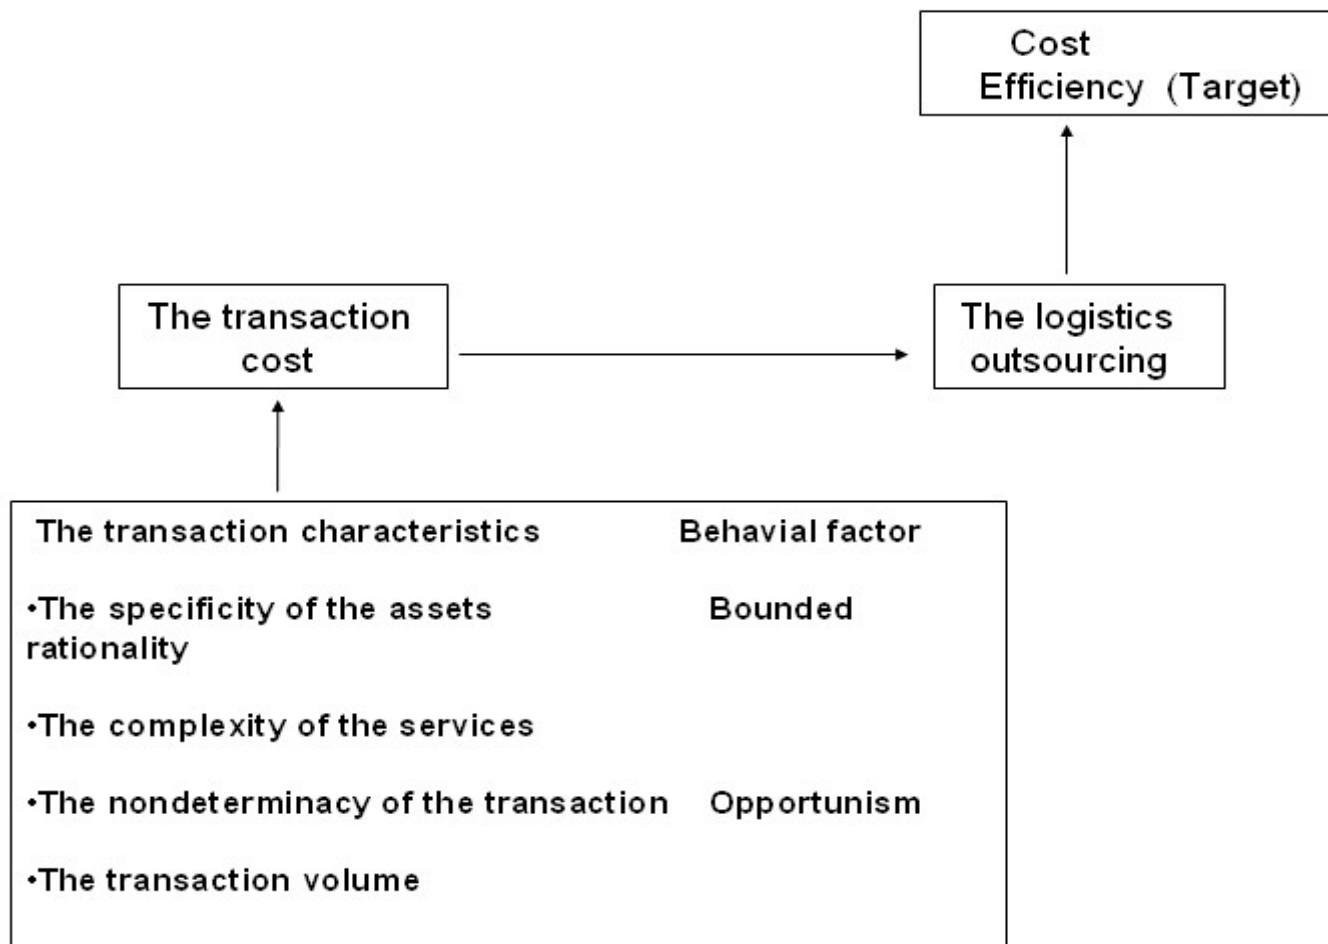 Cost
Efficiency (Target)
The transaction
cost
The logistics
outsourcing
The transaction characteristics Behavial factor
•The specificity of the assets Bounded
rationality
•The complexity of the services
•The nondeterminacy of the transaction Opportunism
•The transaction volume